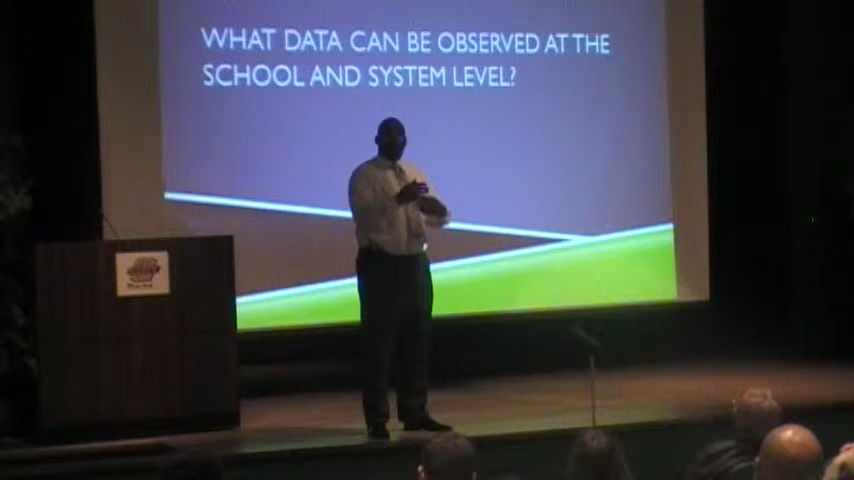 WHAT DATA CAN BE OBSERVED AT THE
SCHOOL AND SYSTEM LEVEL?